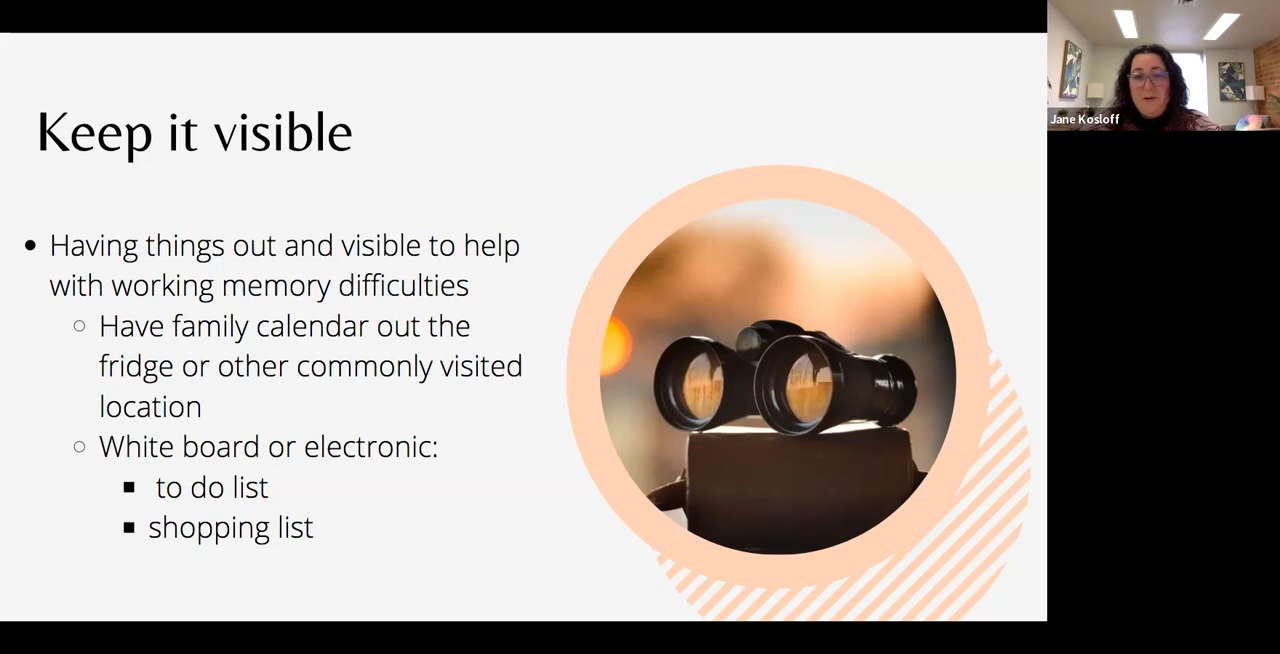 Keep it visible
Having things out and visible to help
with working memory difficulties
Have family calendar out the
fridge or other commonly visited
location
White board or electronic:
to do list
shopping list
Jane Kosloff